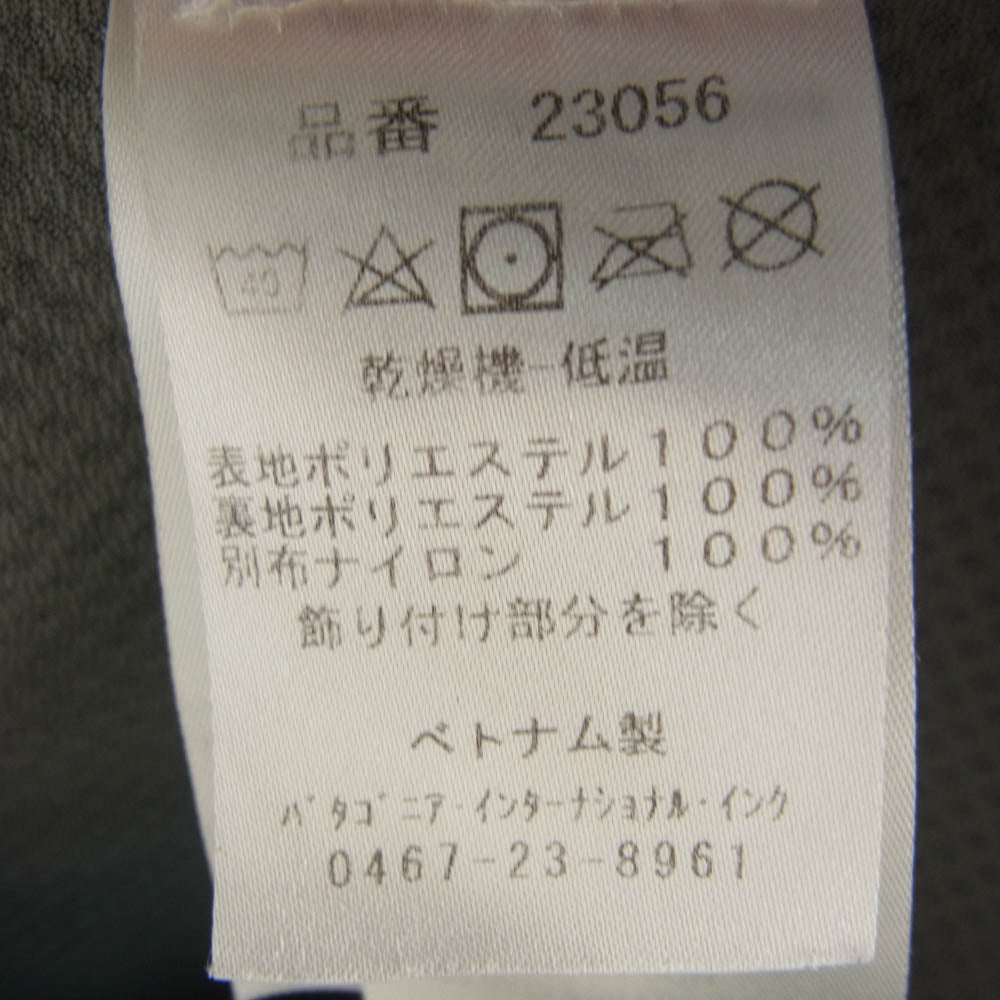 品番 23056
40
乾燥機-低温
表地ポリエステル100%
裏地ポリエステル100%
別布ナイロン 100%
飾り付け部分を除く
ベトナム製
パタゴニア・インターナショナル・インク
0467-23-8961